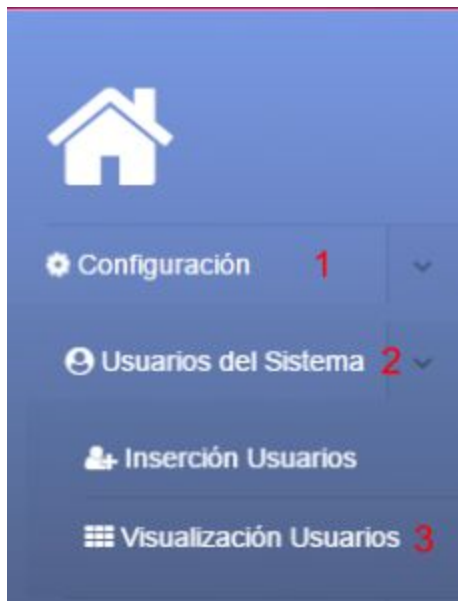 Configuración 1
Usuarios del Sistema 2
Inserción Usuarios
Visualización Usuarios 3